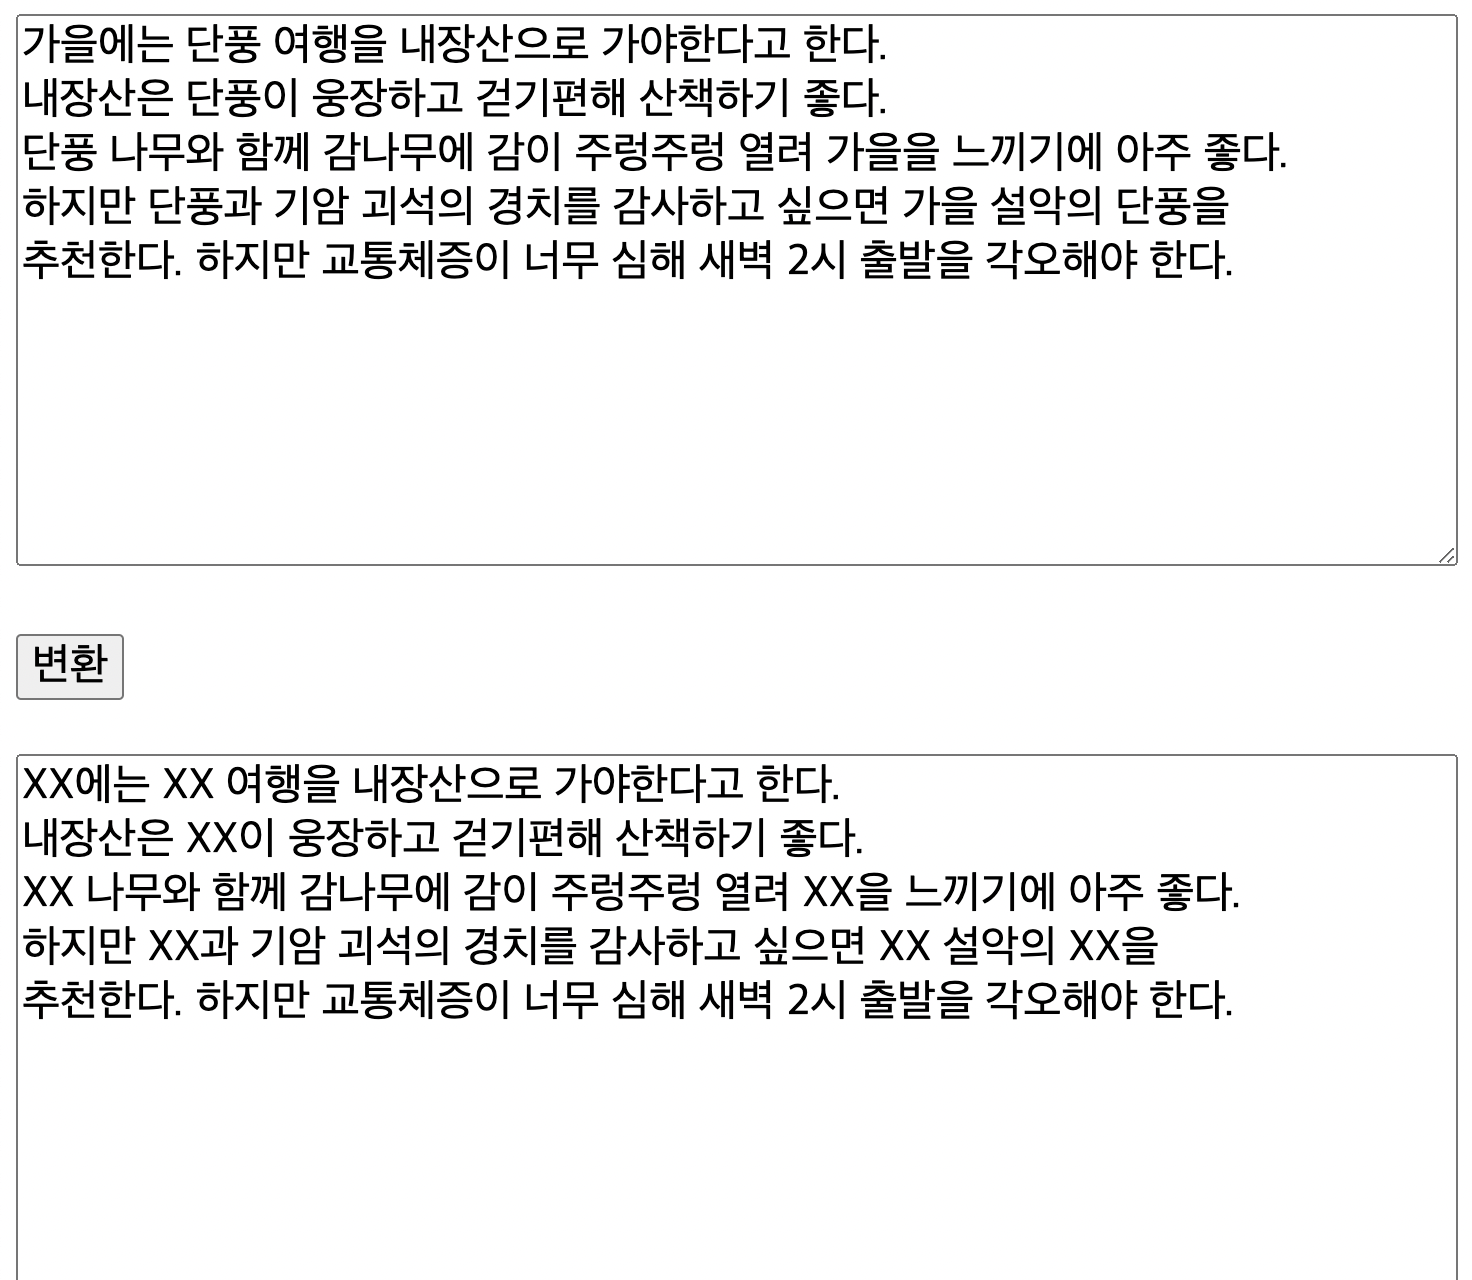 가을에는 단풍 여행을 내장산으로 가야한다고 한다.
내장산은 단풍이 웅장하고 걷기편해 산책하기 좋다.
단풍 나무와 함께 감나무에 감이 주렁주렁 열려 가을을 느끼기에 아주 좋다.
하지만 단풍과 기암 괴석의 경치를 감사하고 싶으면 가을 설악의 단풍을
추천한다. 하지만 교통체증이 너무 심해 새벽 2시 출발을 각오해야 한다.
변환
XX에는 XX 여행을 내장산으로 가야한다고 한다.
내장산은 XX이 웅장하고 걷기편해 산책하기 좋다.
XX 나무와 함께 감나무에 감이 주렁주렁 열려 XX을 느끼기에 아주 좋다.
하지만 XX과 기암 괴석의 경치를 감사하고 싶으면 XX 설악의 XX을
추천한다. 하지만 교통체증이 너무 심해 새벽 2시 출발을 각오해야 한다.